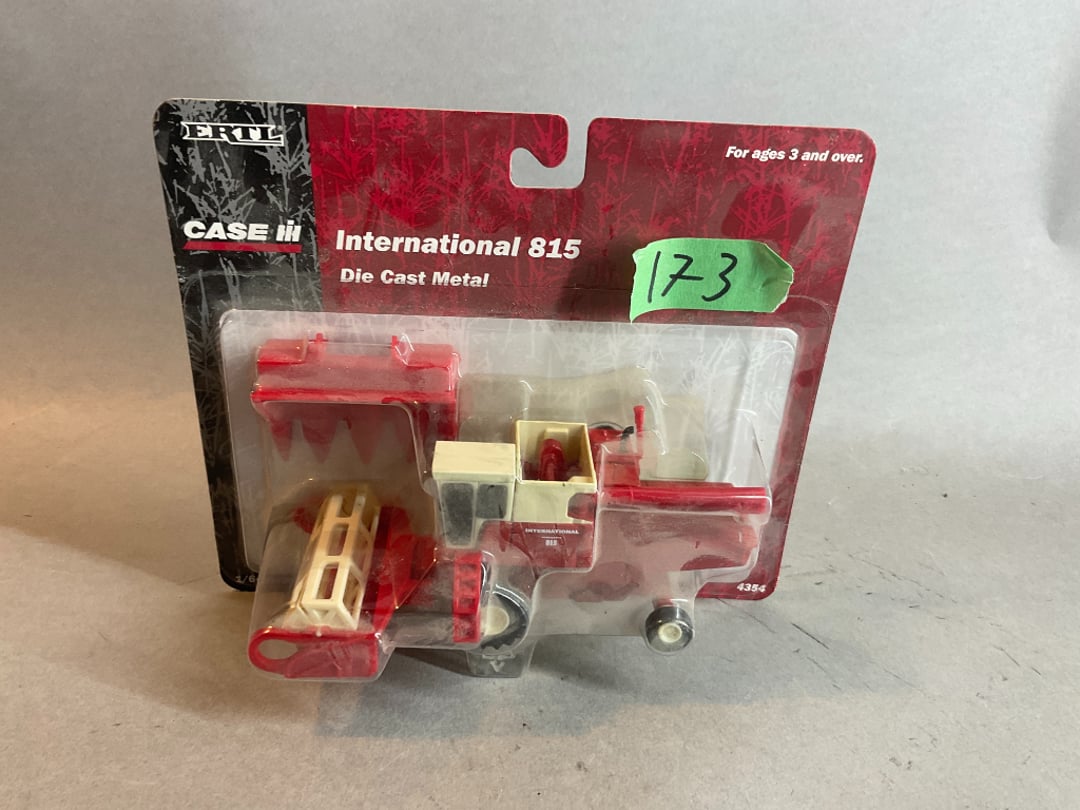 ERTL
For ages 3 and over.
CASE IH
International 815
Die Cast Metal
173
INTERNATIONAL
815
4354